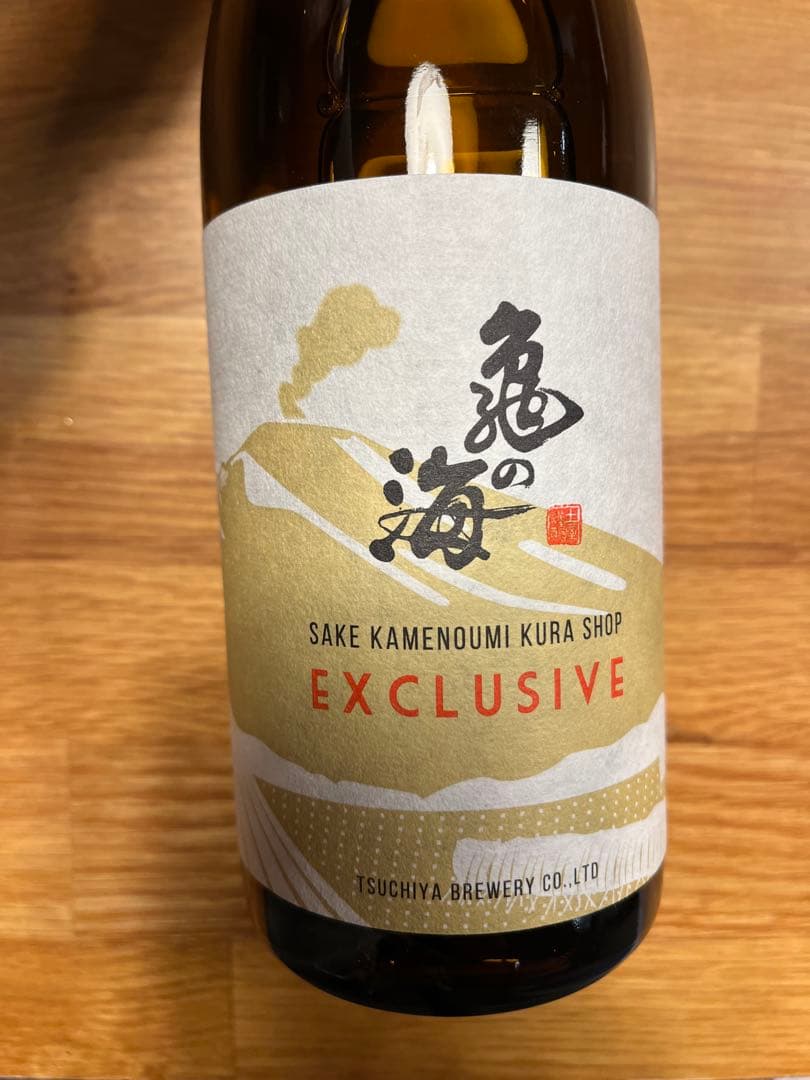 亀の海
SAKE KAMENOUMI KURA SHOP
EXCLUSIVE
TSUCHIYA BREWERY CO.,LTD